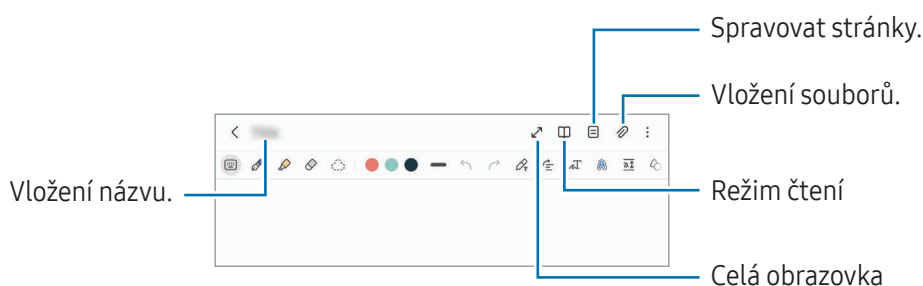 Spravovat stránky.
Vložení souborů.
Vložení názvu.
Režim čtení
Celá obrazovka